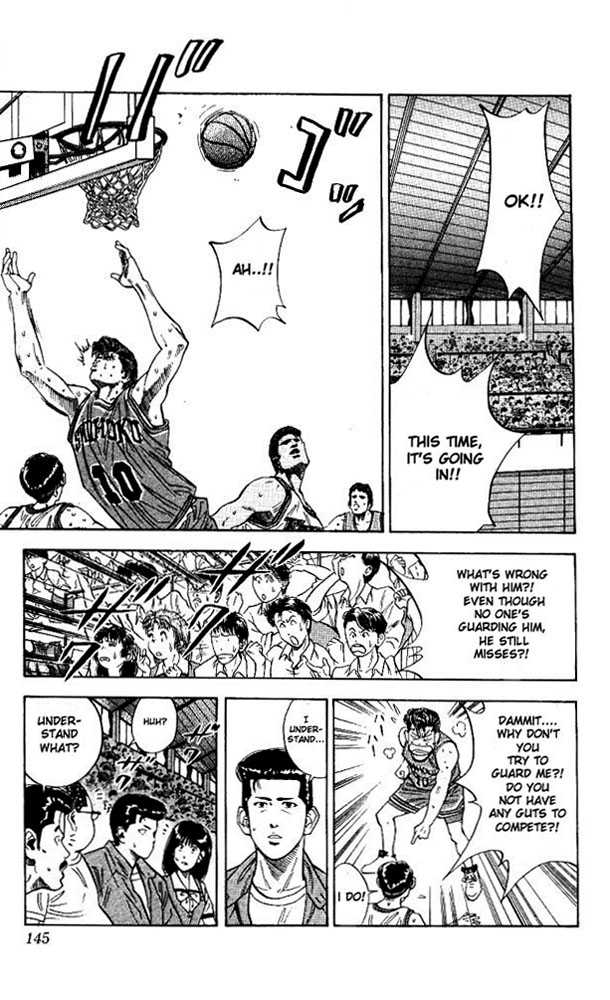 OK!!
THIS TIME,
IT'S GOING
IN!!
AH..!!
10
WHAT'S WRONG
WITH HIM?!
EVEN THOUGH
NO ONE'S
GUARDING HIM,
HE STILL
MISSES?!
DAMMIT....
WHY DON'T
YOU
TRY TO
GUARD ME?!
DO YOU
NOT HAVE
ANY GUTS TO
COMPETE?!
I DO!
I
UNDER-
STAND...
HUH?
UNDER-
STAND
WHAT?
145